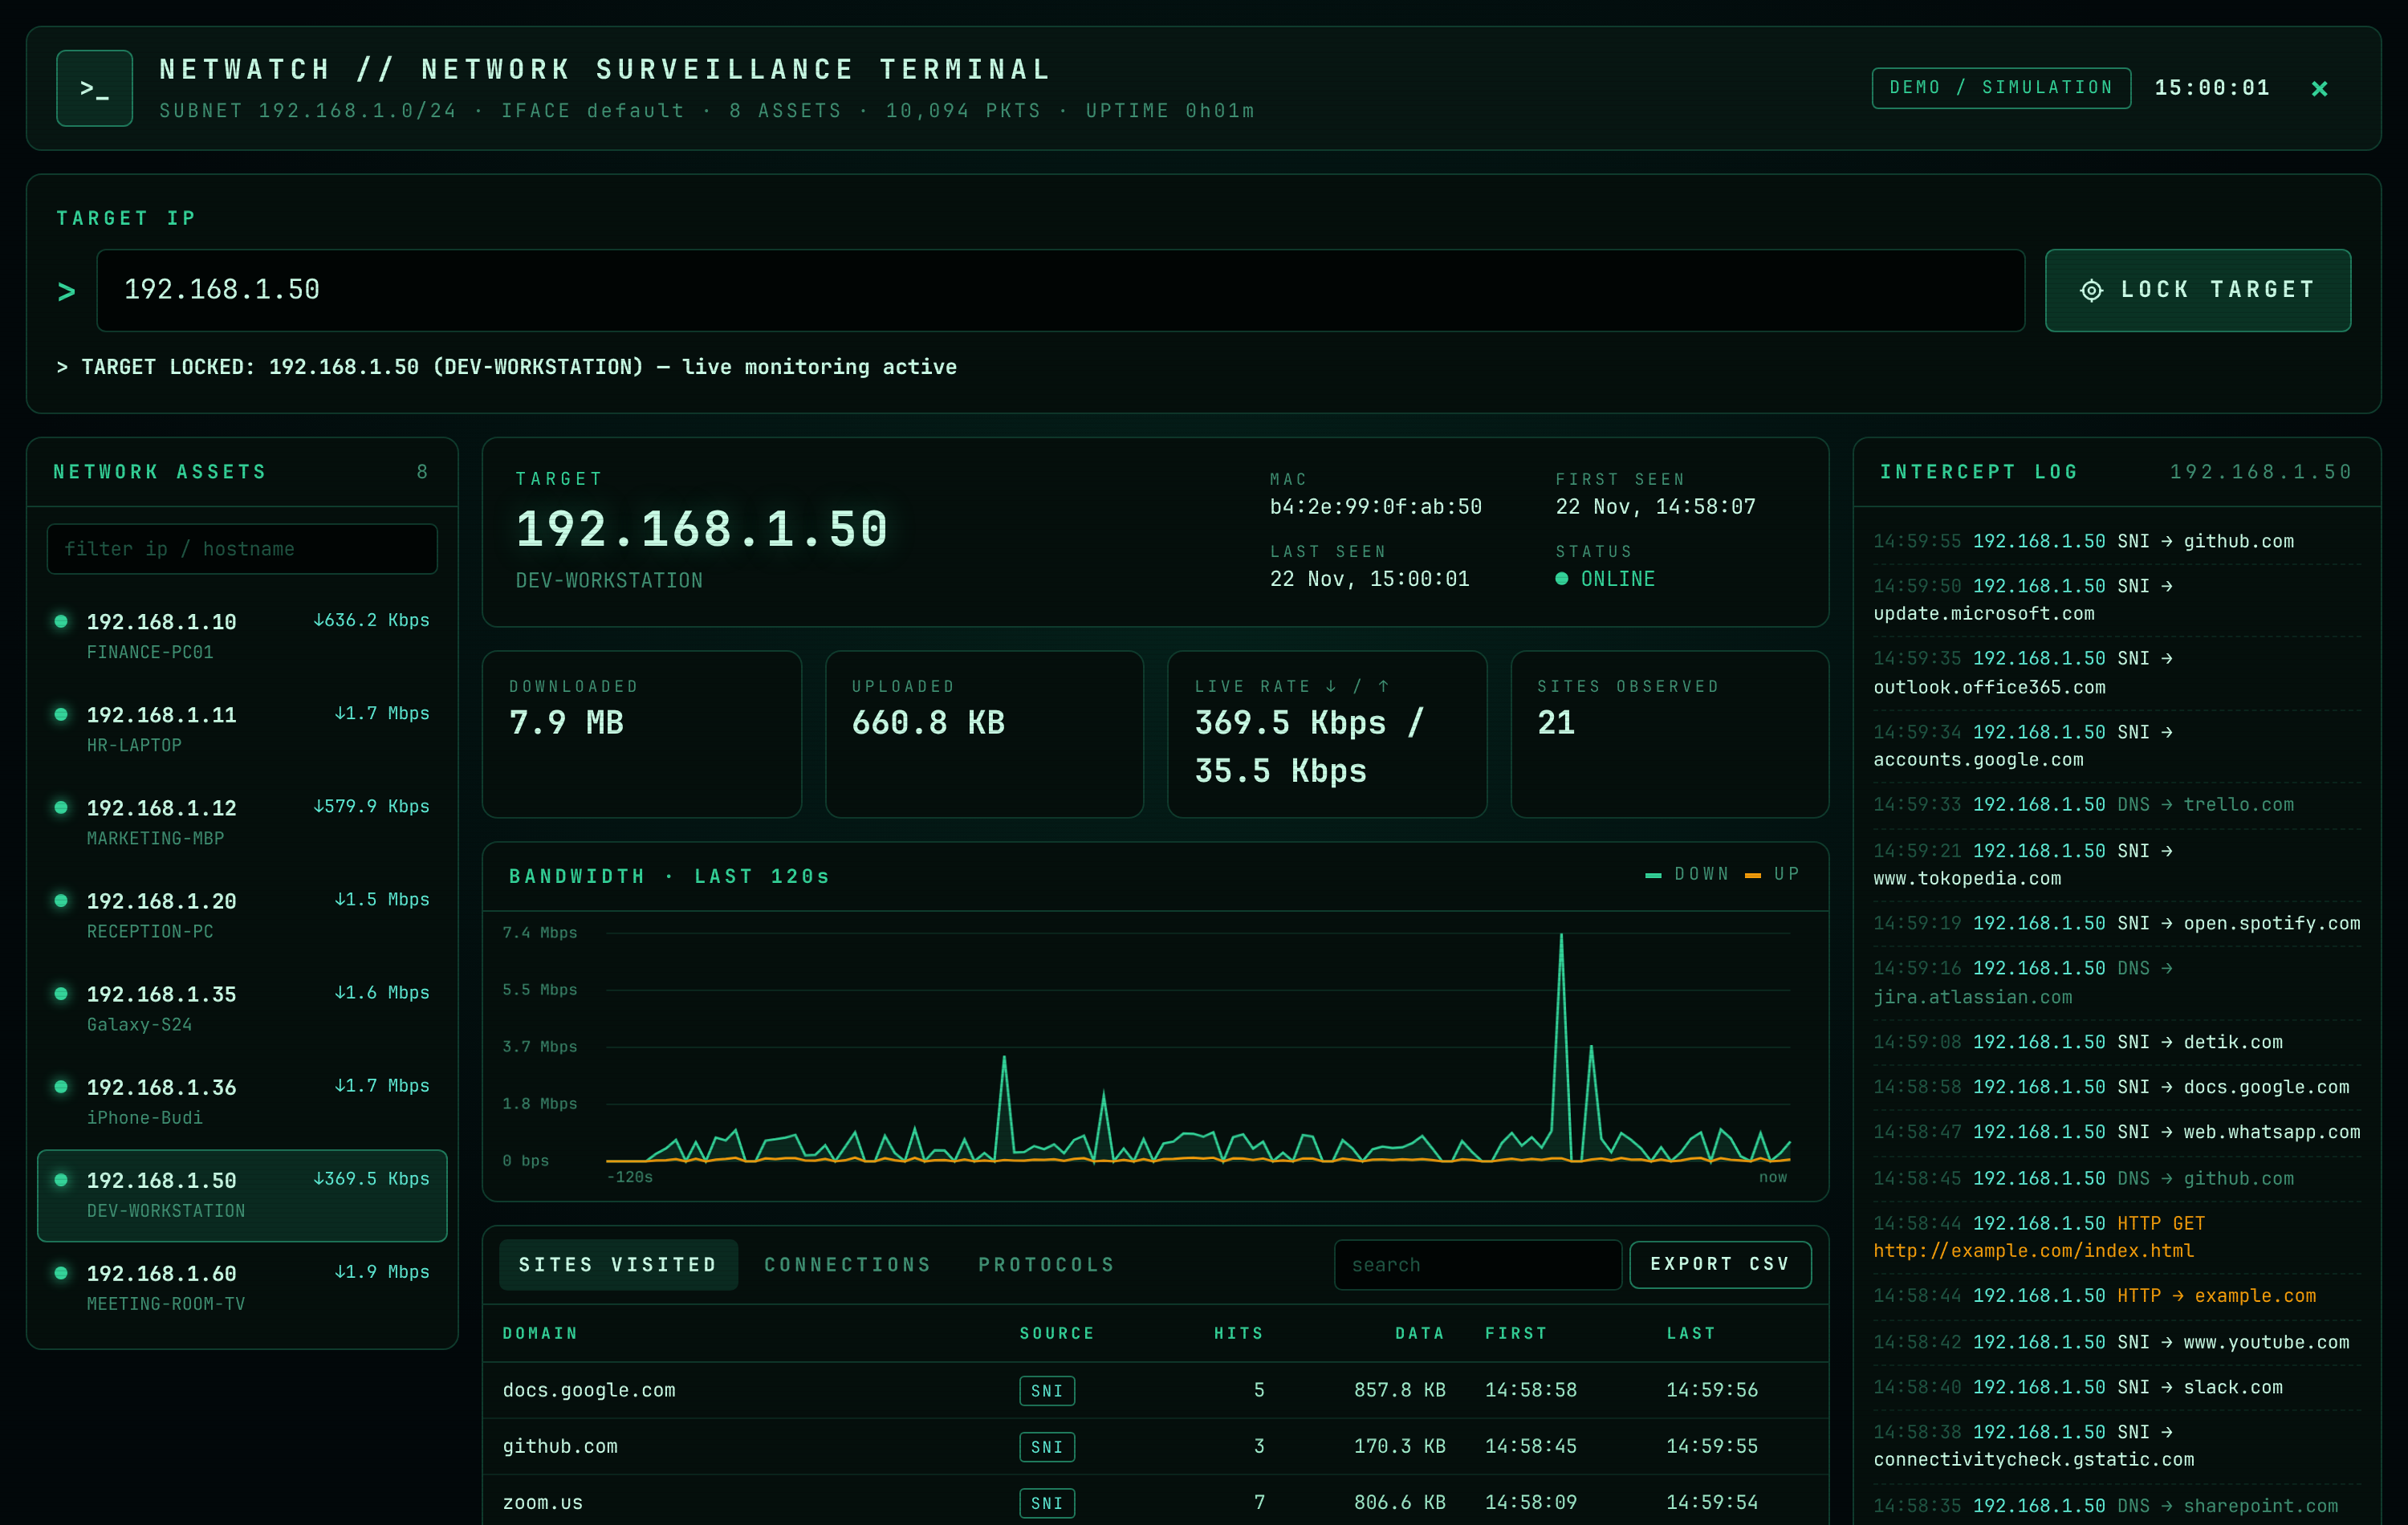 >_
NETWATCH // NETWORK SURVEILLANCE TERMINAL
SUBNET 192.168.1.0/24 · IFACE default · 8 ASSETS · 10,094 PKTS · UPTIME 0h01m
DEMO / SIMULATION
15:00:01
×
TARGET IP
>
192.168.1.50
LOCK TARGET
> TARGET LOCKED: 192.168.1.50 (DEV-WORKSTATION) — live monitoring active
NETWORK ASSETS 8
filter ip / hostname
192.168.1.10 ↓636.2 Kbps
FINANCE-PC01
192.168.1.11 ↓1.7 Mbps
HR-LAPTOP
192.168.1.12 ↓579.9 Kbps
MARKETING-MBP
192.168.1.20 ↓1.5 Mbps
RECEPTION-PC
192.168.1.35 ↓1.6 Mbps
Galaxy-S24
192.168.1.36 ↓1.7 Mbps
iPhone-Budi
192.168.1.50 ↓369.5 Kbps
DEV-WORKSTATION
192.168.1.60 ↓1.9 Mbps
MEETING-ROOM-TV
TARGET
192.168.1.50
DEV-WORKSTATION
MAC
b4:2e:99:0f:ab:50
FIRST SEEN
22 Nov, 14:58:07
LAST SEEN
22 Nov, 15:00:01
STATUS
ONLINE
DOWNLOADED
7.9 MB
UPLOADED
660.8 KB
LIVE RATE ↓ / ↑
369.5 Kbps /
35.5 Kbps
SITES OBSERVED
21
BANDWIDTH · LAST 120s
DOWN UP
7.4 Mbps
5.5 Mbps
3.7 Mbps
1.8 Mbps
0 bps
-120s now
SITES VISITED CONNECTIONS PROTOCOLS
search
EXPORT CSV
DOMAIN SOURCE HITS DATA FIRST LAST
docs.google.com SNI 5 857.8 KB 14:58:58 14:59:56
github.com SNI 3 170.3 KB 14:58:45 14:59:55
zoom.us SNI 7 806.6 KB 14:58:09 14:59:54
INTERCEPT LOG 192.168.1.50
14:59:55 192.168.1.50 SNI → github.com
14:59:50 192.168.1.50 SNI →
update.microsoft.com
14:59:35 192.168.1.50 SNI →
outlook.office365.com
14:59:34 192.168.1.50 SNI →
accounts.google.com
14:59:33 192.168.1.50 DNS → trello.com
14:59:21 192.168.1.50 SNI →
www.tokopedia.com
14:59:19 192.168.1.50 SNI → open.spotify.com
14:59:16 192.168.1.50 DNS →
jira.atlassian.com
14:59:08 192.168.1.50 SNI → detik.com
14:58:58 192.168.1.50 SNI → docs.google.com
14:58:47 192.168.1.50 SNI → web.whatsapp.com
14:58:45 192.168.1.50 DNS → github.com
14:58:44 192.168.1.50 HTTP GET
http://example.com/index.html
14:58:44 192.168.1.50 HTTP → example.com
14:58:42 192.168.1.50 SNI → www.youtube.com
14:58:40 192.168.1.50 SNI → slack.com
14:58:38 192.168.1.50 SNI →
connectivitycheck.gstatic.com
14:58:35 192.168.1.50 DNS → sharepoint.com